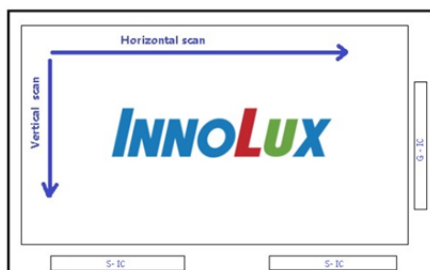 Horizontal scan
Vertical scan
INNOLUX
G - IC
S- IC
S- IC